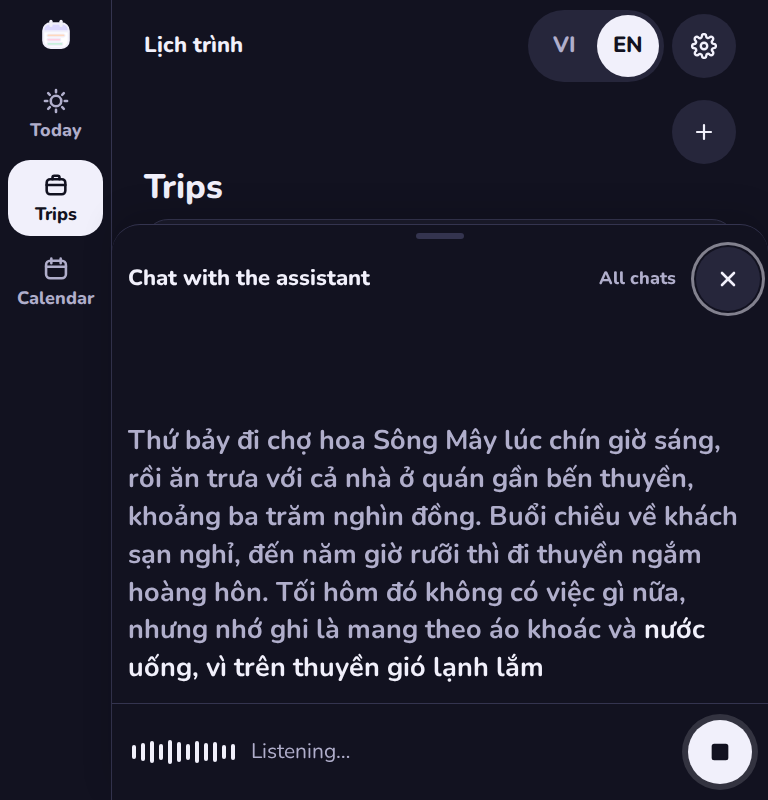 Lịch trình
VI
EN
Today
Trips
Calendar
Trips
Chat with the assistant
All chats
Thứ bảy đi chợ hoa Sông Mây lúc chín giờ sáng,
rồi ăn trưa với cả nhà ở quán gần bến thuyền,
khoảng ba trăm nghìn đồng. Buổi chiều về khách
sạn nghỉ, đến năm giờ rưỡi thì đi thuyền ngắm
hoàng hôn. Tối hôm đó không có việc gì nữa,
nhưng nhớ ghi là mang theo áo khoác và nước
uống, vì trên thuyền gió lạnh lắm
Listening...